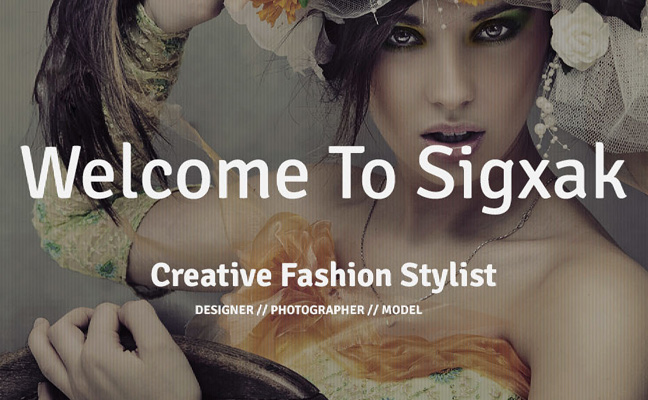 Welcome To Sigxak
Creative Fashion Stylist
DESIGNER // PHOTOGRAPHER // MODEL